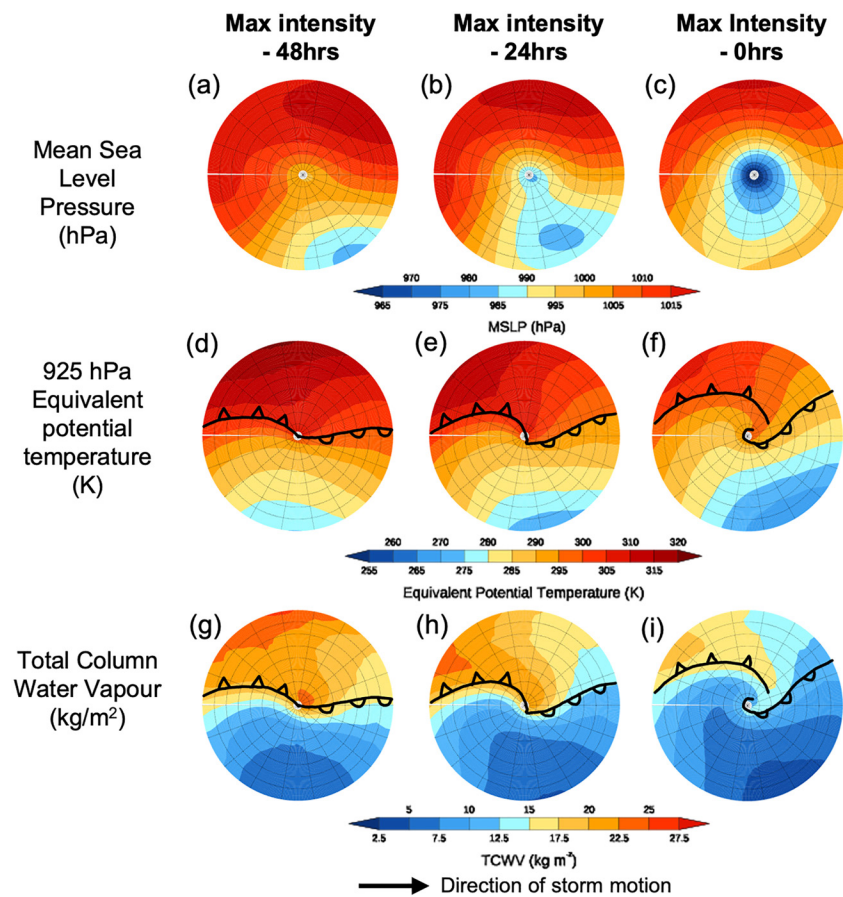 Max intensity
- 48hrs
Max intensity
- 24hrs
Max Intensity
- 0hrs
(a)
(b)
(c)
Mean Sea
Level
Pressure
(hPa)
970 980 990 1000 1010
965 975 985 995 1005 1015
MSLP (hPa)
(d)
(e)
(f)
925 hPa
Equivalent
potential
temperature
(K)
260 270 280 290 300 310 320
255 265 275 285 295 305 315
Equivalent Potential Temperature (K)
(g)
(h)
(i)
Total Column
Water Vapour
(kg/m²)
5 10 15 20 25
2.5 7.5 12.5 17.5 22.5 27.5
TCWV (kg m⁻²)
Direction of storm motion